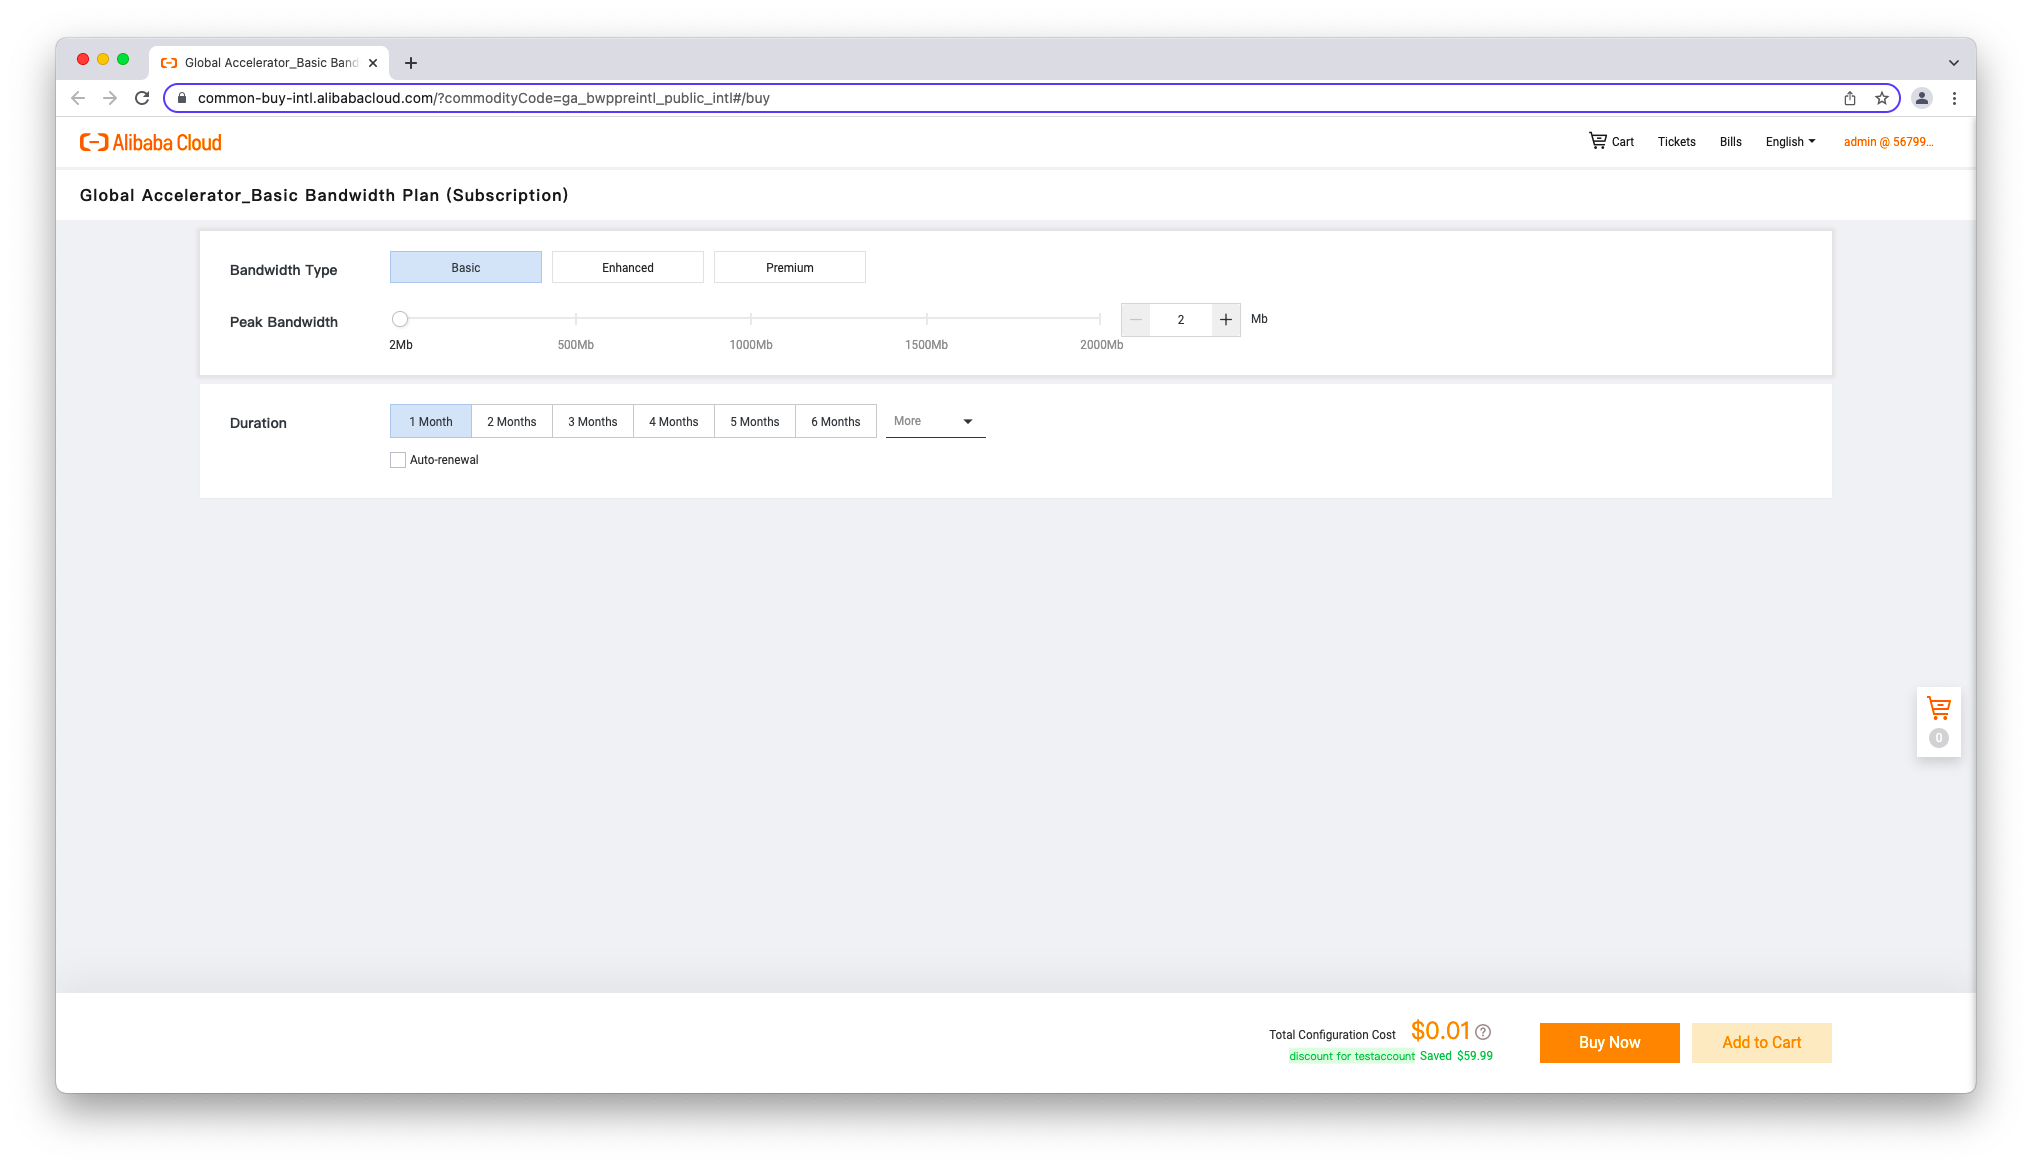 Global Accelerator_Basic Band
common-buy-intl.alibabacloud.com/?commodityCode=ga_bwppreintl_public_intl#/buy
Alibaba Cloud
Cart Tickets Bills English admin @ 56799...
Global Accelerator_Basic Bandwidth Plan (Subscription)
Bandwidth Type Basic Enhanced Premium
Peak Bandwidth 2 Mb
2Mb 500Mb 1000Mb 1500Mb 2000Mb
Duration 1 Month 2 Months 3 Months 4 Months 5 Months 6 Months More
Auto-renewal
0
Total Configuration Cost $0.01 ?
discount for testaccount Saved $59.99
Buy Now Add to Cart